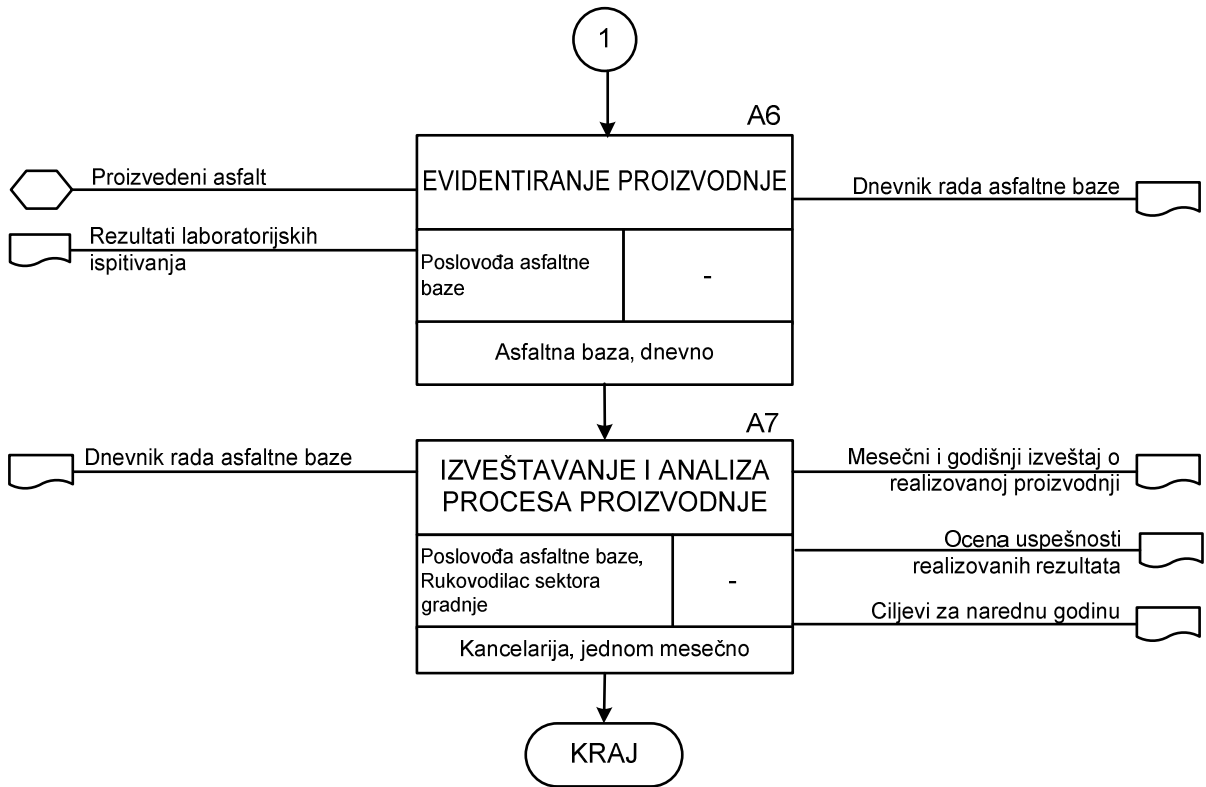 1
A6
Proizvedeni asfalt
EVIDENTIRANJE PROIZVODNJE
Dnevnik rada asfaltne baze
Rezultati laboratorijskih
ispitivanja
Poslovođa asfaltne
baze
-
Asfaltna baza, dnevno
A7
Dnevnik rada asfaltne baze
IZVEŠTAVANJE I ANALIZA
PROCESA PROIZVODNJE
Mesečni i godišnji izveštaj o
realizovanoj proizvodnji
Poslovođa asfaltne baze,
Rukovodilac sektora
gradnje
-
Ocena uspešnosti
realizovanih rezultata
Ciljevi za narednu godinu
Kancelarija, jednom mesečno
KRAJ